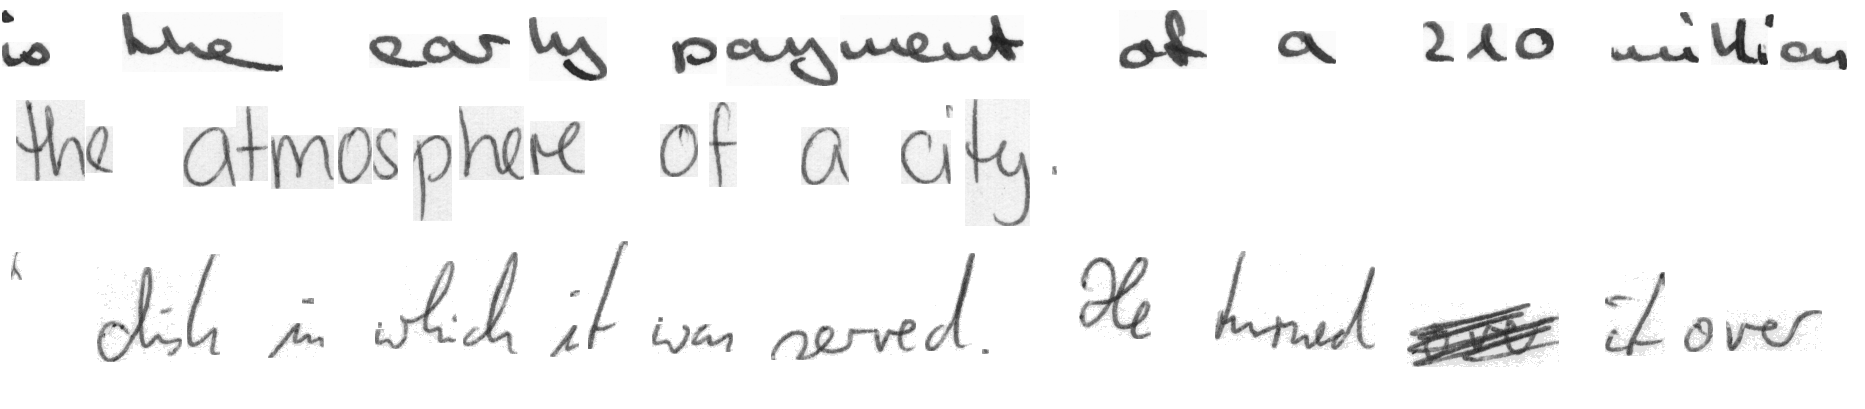 is the early payment of a 210 million
the atmosphere of a city.
' dish in which it was served. He turned it over